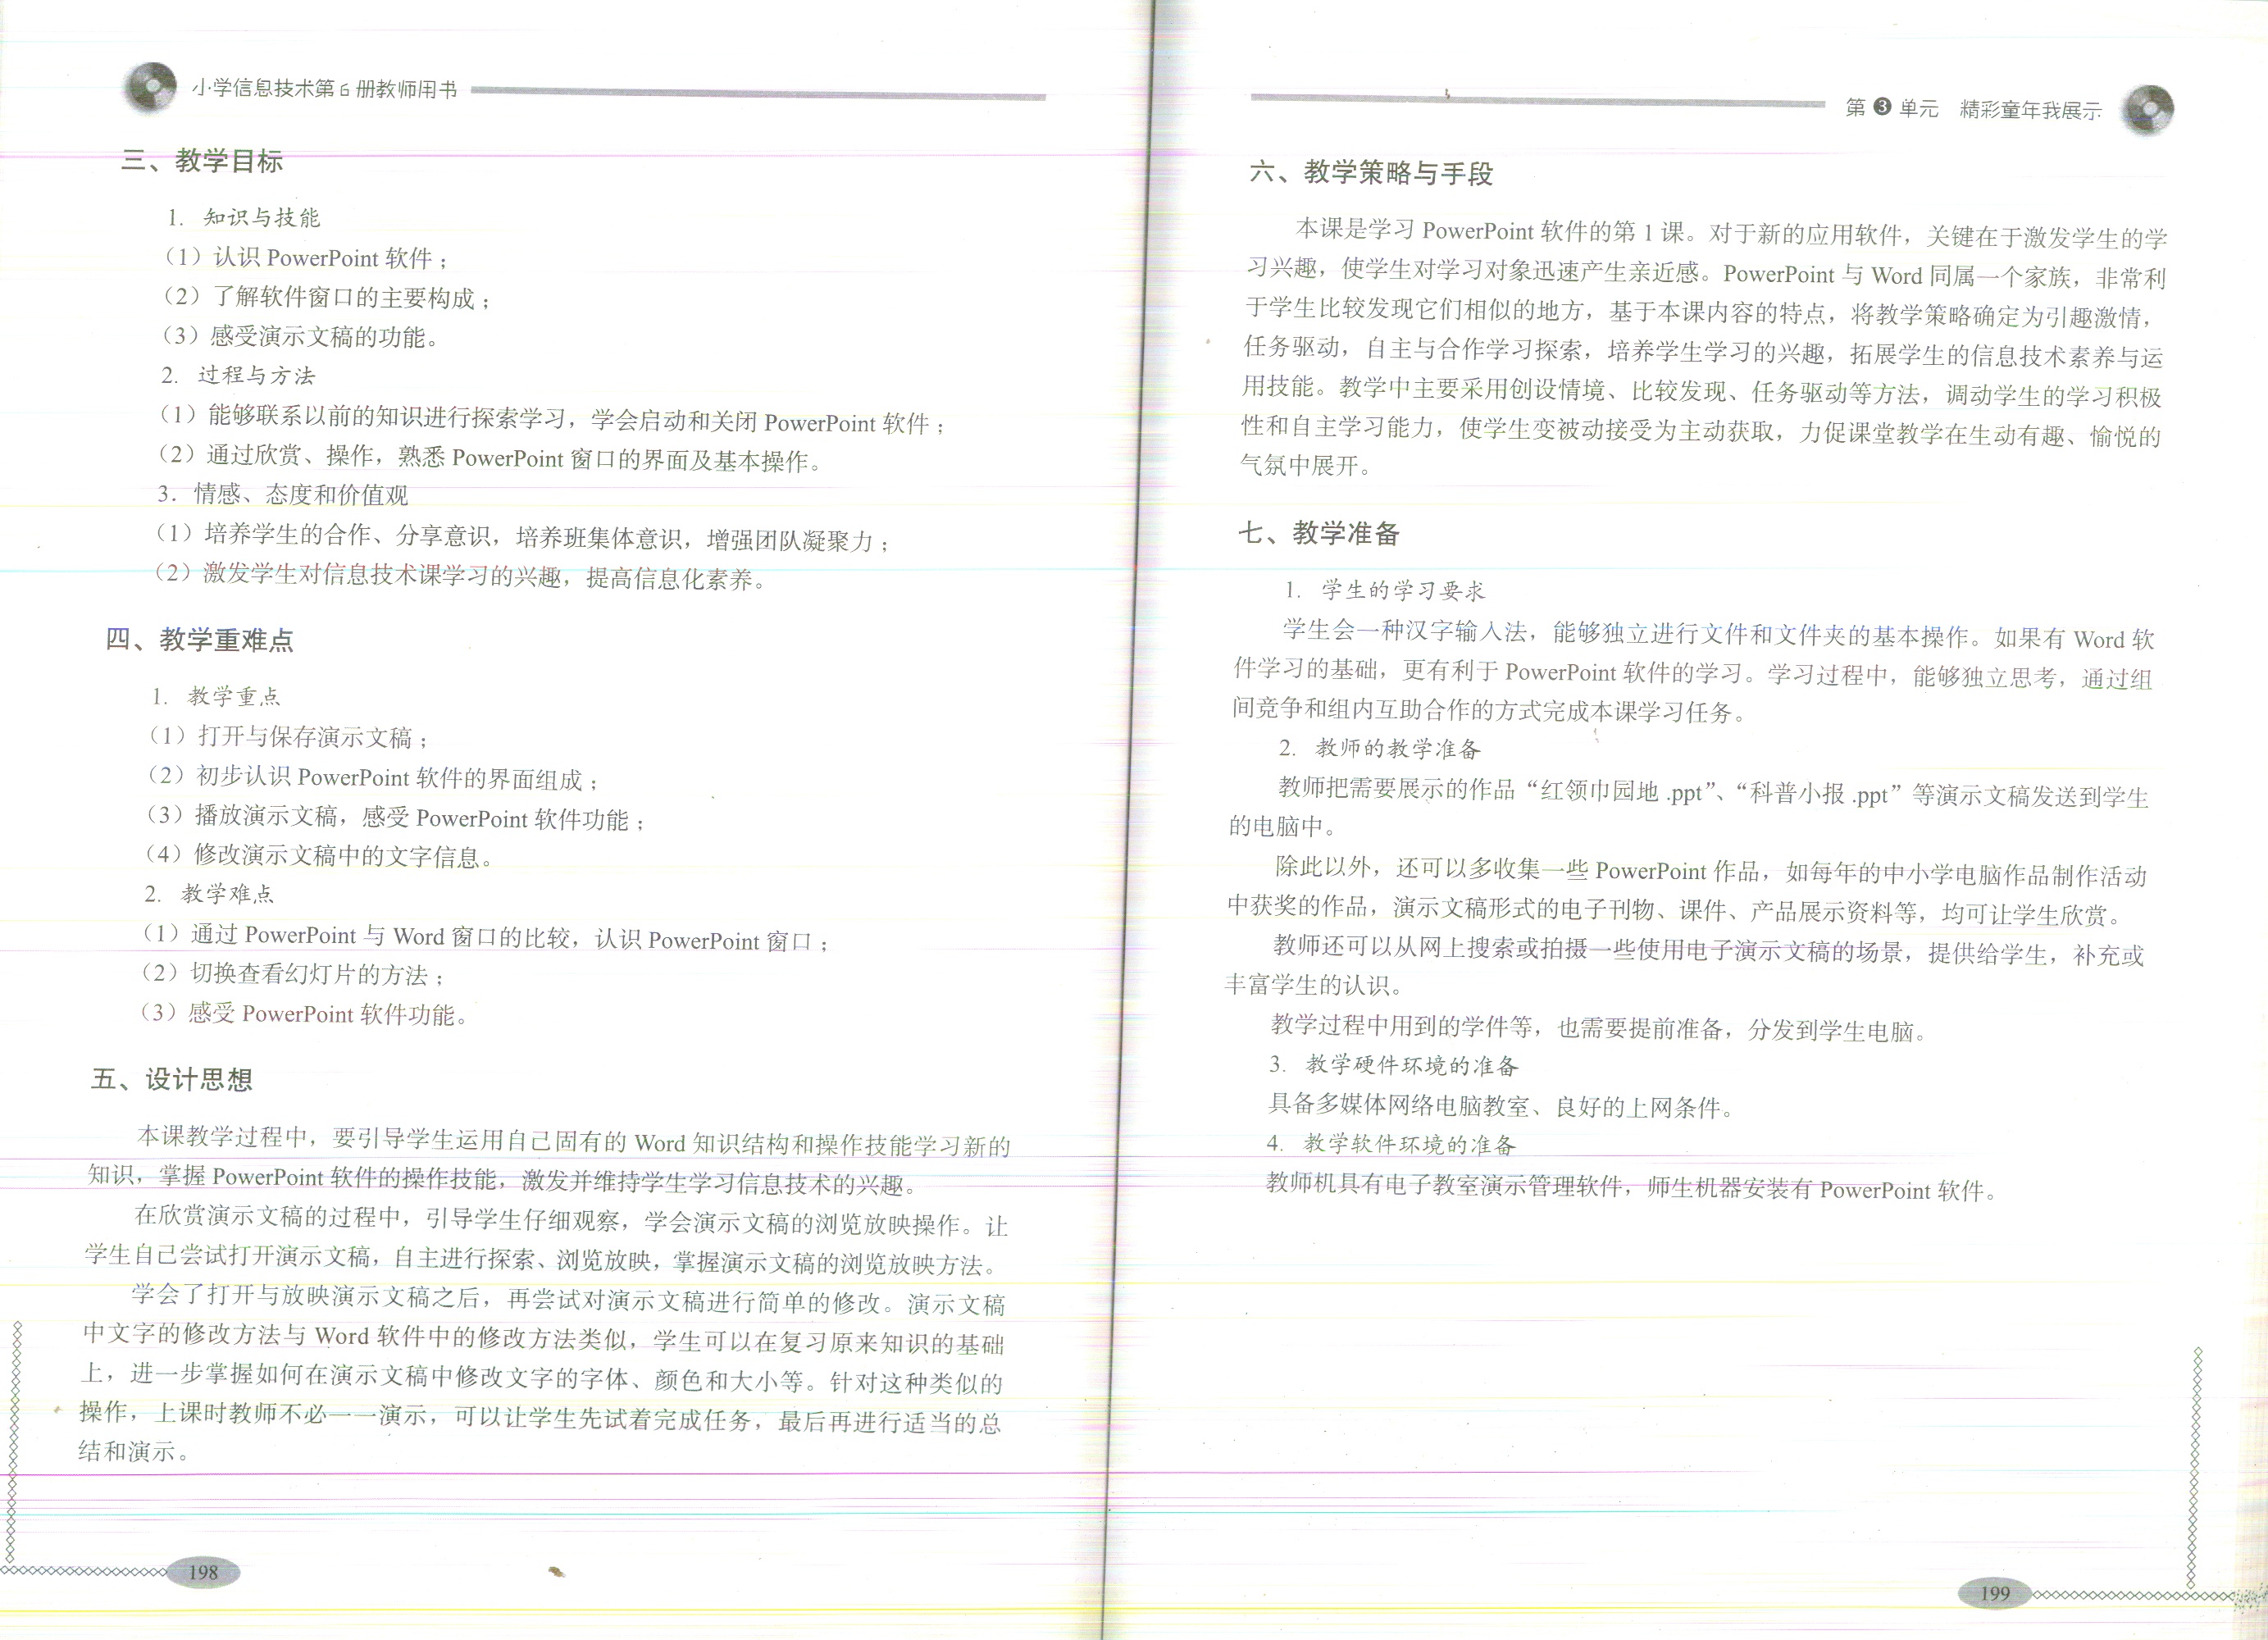 小学信息技术第6册教师用书
三、教学目标
1. 知识与技能
（1）认识 PowerPoint 软件；
（2）了解软件窗口的主要构成；
（3）感受演示文稿的功能。
2. 过程与方法
（1）能够联系以前的知识进行探索学习，学会启动和关闭 PowerPoint 软件；
（2）通过欣赏、操作，熟悉 PowerPoint 窗口的界面及基本操作。
3. 情感、态度和价值观
（1）培养学生的合作、分享意识，培养班集体意识，增强团队凝聚力；
（2）激发学生对信息技术课学习的兴趣，提高信息化素养。
四、教学重难点
1. 教学重点
（1）打开与保存演示文稿；
（2）初步认识 PowerPoint 软件的界面组成；
（3）播放演示文稿，感受 PowerPoint 软件功能；
（4）修改演示文稿中的文字信息。
2. 教学难点
（1）通过 PowerPoint 与 Word 窗口的比较，认识 PowerPoint 窗口；
（2）切换查看幻灯片的方法；
（3）感受 PowerPoint 软件功能。
五、设计思想
本课教学过程中，要引导学生运用自己固有的 Word 知识结构和操作技能学习新的
知识，掌握 PowerPoint 软件的操作技能，激发并维持学生学习信息技术的兴趣。
在欣赏演示文稿的过程中，引导学生仔细观察，学会演示文稿的浏览放映操作。让
学生自己尝试打开演示文稿，自主进行探索、浏览放映，掌握演示文稿的浏览放映方法。
学会了打开与放映演示文稿之后，再尝试对演示文稿进行简单的修改。演示文稿
中文字的修改方法与 Word 软件中的修改方法类似，学生可以在复习原来知识的基础
上，进一步掌握如何在演示文稿中修改文字的字体、颜色和大小等。针对这种类似的
操作，上课时教师不必一一演示，可以让学生先试着完成任务，最后再进行适当的总
结和演示。
198
第3单元 精彩童年我展示
六、教学策略与手段
本课是学习 PowerPoint 软件的第 1 课。对于新的应用软件，关键在于激发学生的学
习兴趣，使学生对学习对象迅速产生亲近感。PowerPoint 与 Word 同属一个家族，非常利
于学生比较发现它们相似的地方，基于本课内容的特点，将教学策略确定为引趣激情，
任务驱动，自主与合作学习探索，培养学生学习的兴趣，拓展学生的信息技术素养与运
用技能。教学中主要采用创设情境、比较发现、任务驱动等方法，调动学生的学习积极
性和自主学习能力，使学生变被动接受为主动获取，力促课堂教学在生动有趣、愉悦的
气氛中展开。
七、教学准备
1. 学生的学习要求
学生会一种汉字输入法，能够独立进行文件和文件夹的基本操作。如果有 Word 软
件学习的基础，更有利于 PowerPoint 软件的学习。学习过程中，能够独立思考，通过组
间竞争和组内互助合作的方式完成本课学习任务。
2. 教师的教学准备
教师把需要展示的作品“红领巾园地 .ppt”、“科普小报 .ppt”等演示文稿发送到学生
的电脑中。
除此以外，还可以多收集一些 PowerPoint 作品，如每年的中小学电脑作品制作活动
中获奖的作品，演示文稿形式的电子刊物、课件、产品展示资料等，均可让学生欣赏。
教师还可以从网上搜索或拍摄一些使用电子演示文稿的场景，提供给学生，补充或
丰富学生的认识。
教学过程中用到的学件等，也需要提前准备，分发到学生电脑。
3. 教学硬件环境的准备
具备多媒体网络电脑教室、良好的上网条件。
4. 教学软件环境的准备
教师机具有电子教室演示管理软件，师生机器安装有 PowerPoint 软件。
199